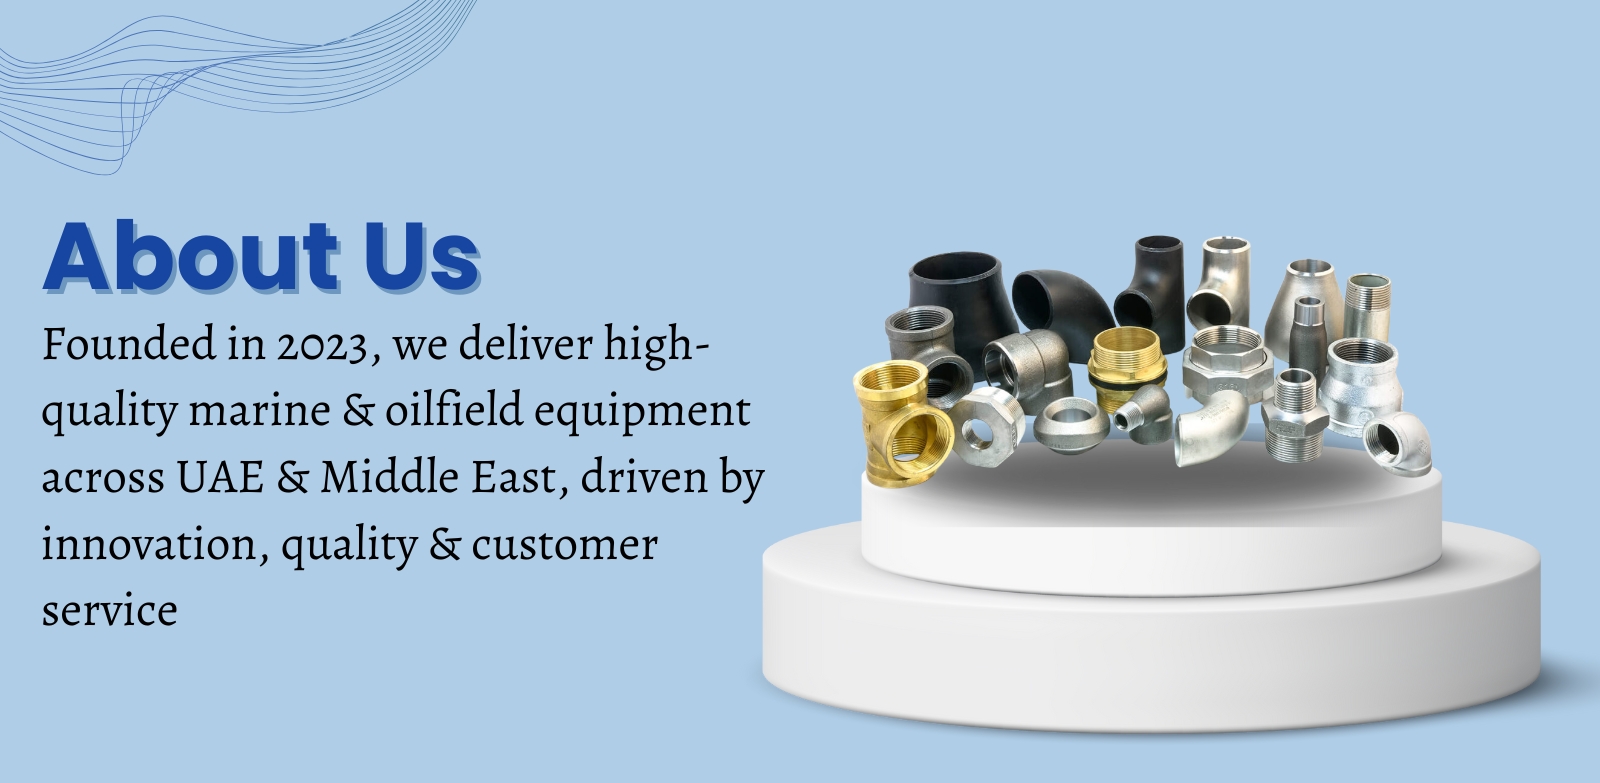 About Us
Founded in 2023, we deliver high-
quality marine & oilfield equipment
across UAE & Middle East, driven by
innovation, quality & customer
service